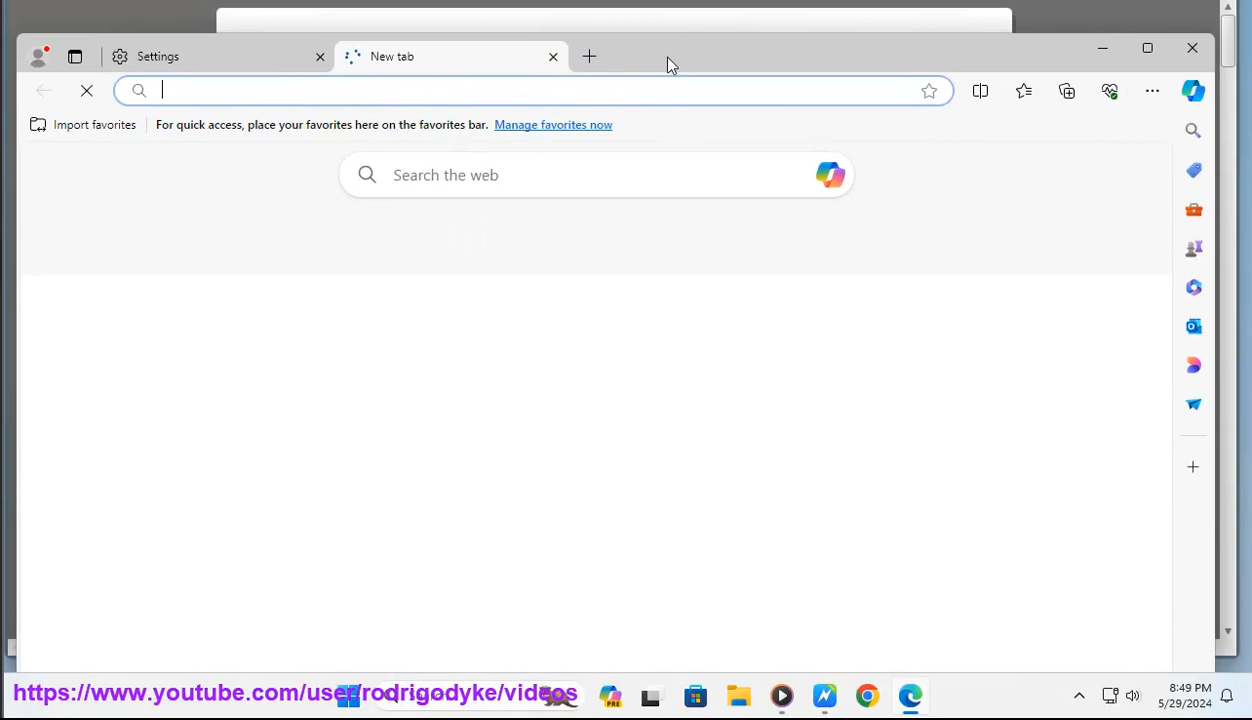 Settings
New tab
Import favorites
For quick access, place your favorites here on the favorites bar. Manage favorites now
Search the web
https://www.youtube.com/user/rodrigodyke/videos
PRE
8:49 PM
5/29/2024